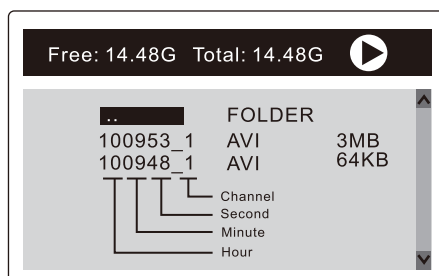 Free: 14.48G Total: 14.48G
.. FOLDER
100953_1 AVI 3MB
100948_1 AVI 64KB
Channel
Second
Minute
Hour